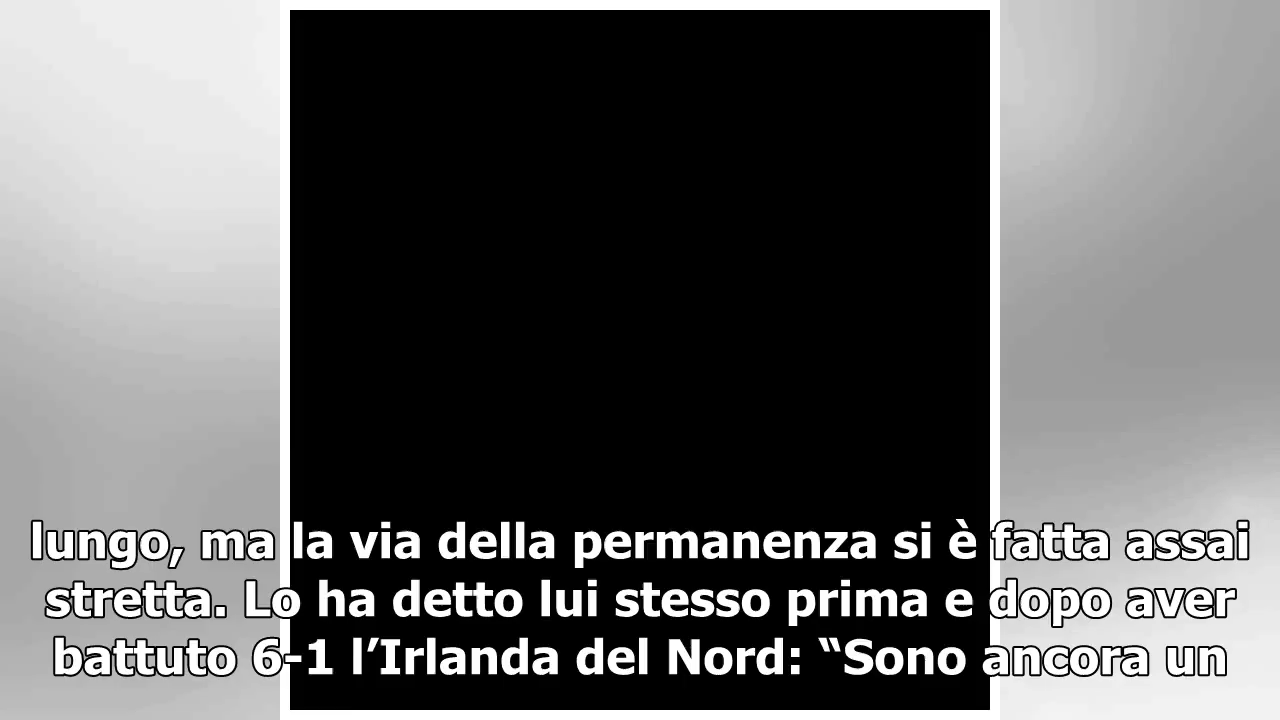 lungo, ma la via della permanenza si è fatta assai
stretta. Lo ha detto lui stesso prima e dopo aver
battuto 6-1 l’Irlanda del Nord: “Sono ancora un